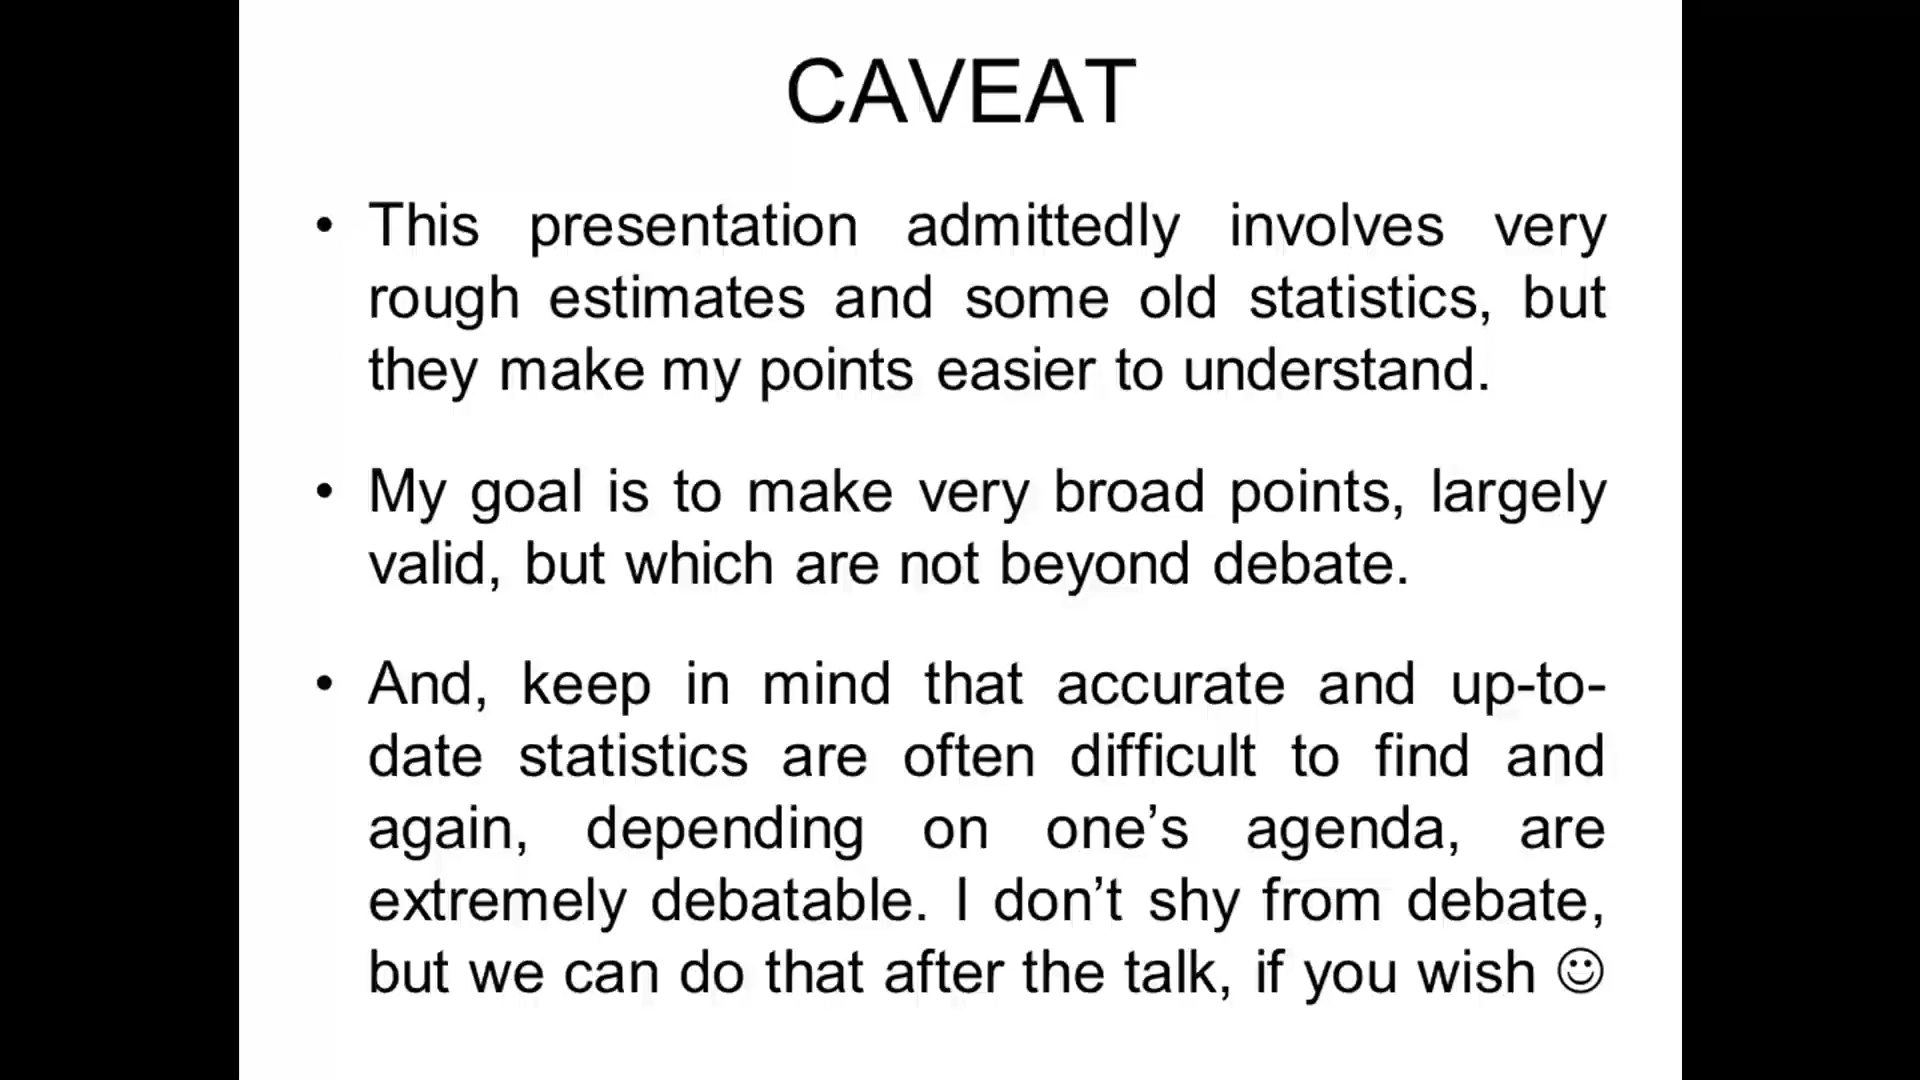 CAVEAT
• This presentation admittedly involves very
rough estimates and some old statistics, but
they make my points easier to understand.
• My goal is to make very broad points, largely
valid, but which are not beyond debate.
• And, keep in mind that accurate and up-to-
date statistics are often difficult to find and
again, depending on one’s agenda, are
extremely debatable. I don’t shy from debate,
but we can do that after the talk, if you wish ☺